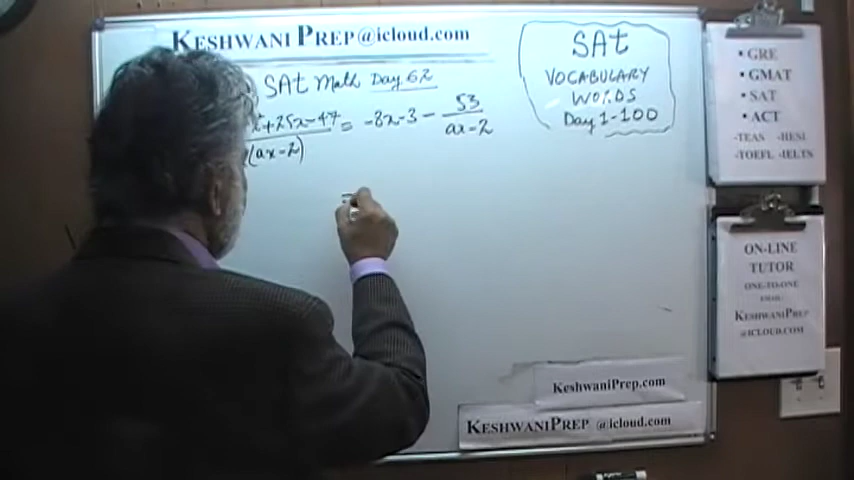 KESHWANI PREP@icloud.com
SAt Math Day 62
+25x-47 = -8x-3 - 53
(ax-2) ax-2
SAt
VOCABULARY
WORDS
Day 1-100
• GRE
• GMAT
• SAT
• ACT
-TEAS -HESI
-TOEFL -IELTS
ON-LINE
TUTOR
ONE-TO-ONE
EMAIL
KESHWANIPREP
@ICLOUD.COM
KESHWANIPREP.COM
KESHWANIPREP @icloud.com